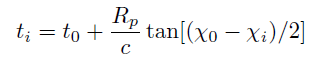 t_i = t_0 + \frac{R_p}{c} \tan[(\chi_0 - \chi_i)/2]